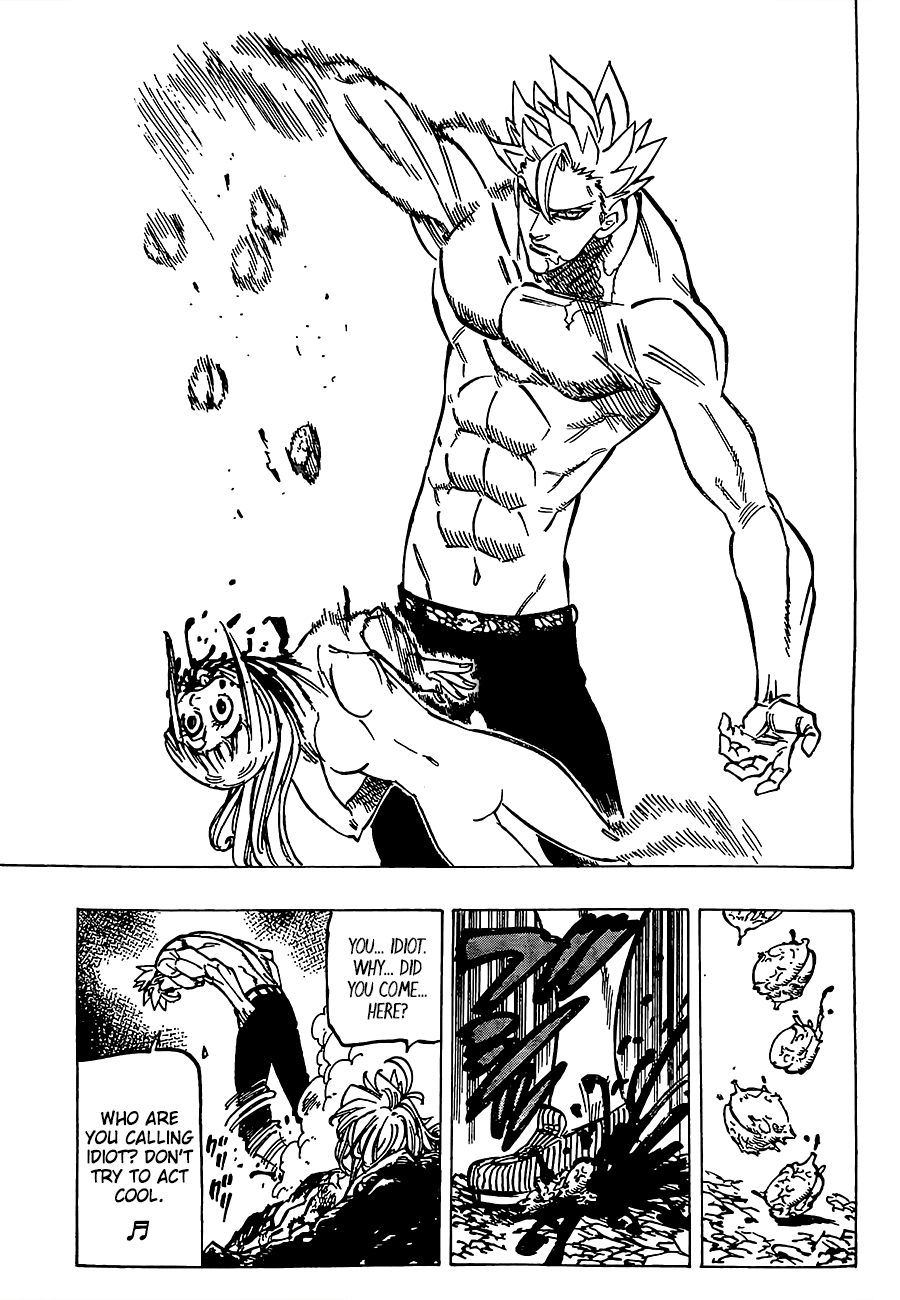 YOU... IDIOT.
WHY... DID
YOU COME...
HERE?
WHO ARE
YOU CALLING
IDIOT? DON'T
TRY TO ACT
COOL.
♬